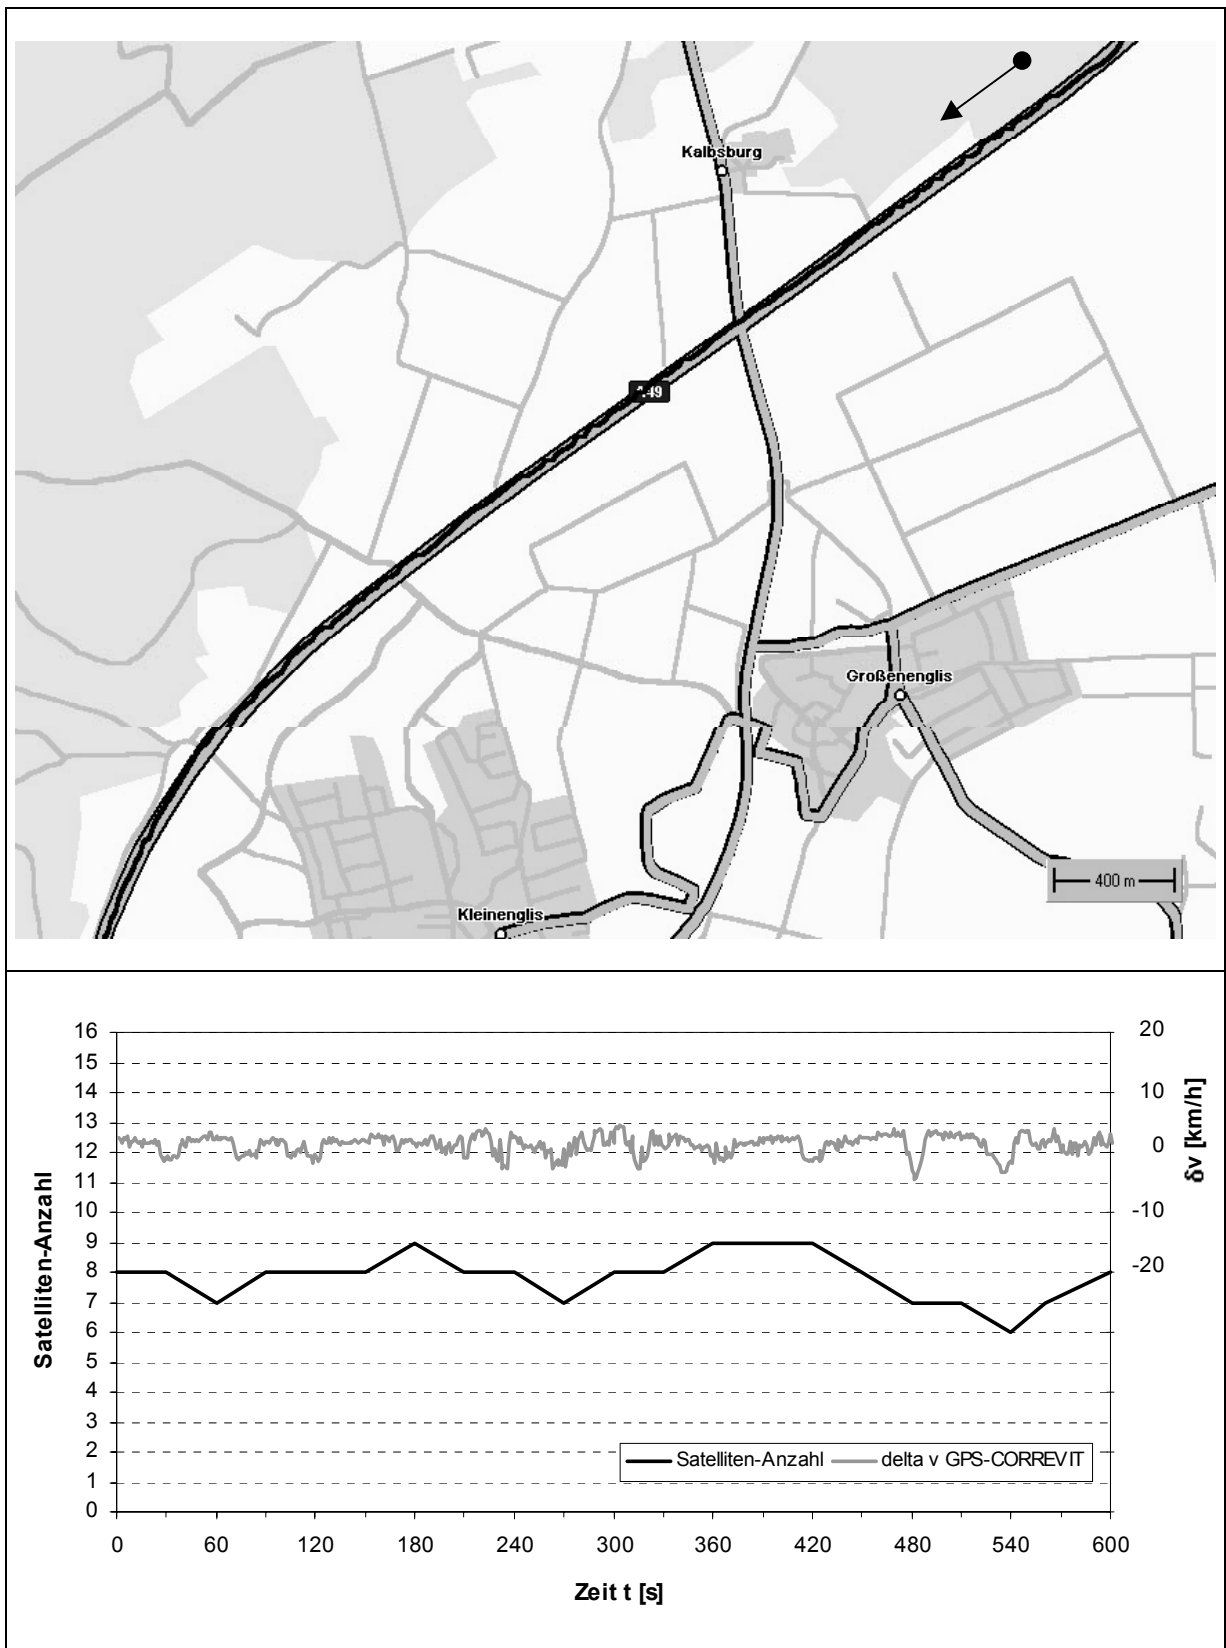 Kalbsburg
A49
Großenenglis
400 m
Kleinenglis
16
15
14
13
12
11
10
9
8
7
6
5
4
3
2
1
0
Satelliten-Anzahl
20
10
0
-10
-20
δv [km/h]
Satelliten-Anzahl
delta v GPS-CORREVIT
0 60 120 180 240 300 360 420 480 540 600
Zeit t [s]